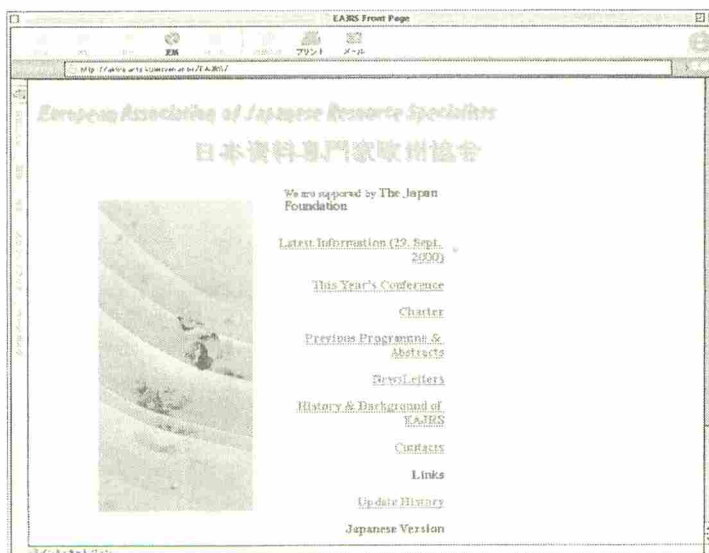 EAJRS Front Page
更新
プリント
メール
European Association of Japanese Resource Specialists
日本資料専門家欧州協会
We are supported by The Japan
Foundation
Latest Information (29. Sept.
2000)
This Year's Conference
Charter
Previous Programme &
Abstracts
NewsLetters
History & Background of
EAJRS
Contacts
Links
Update History
Japanese Version